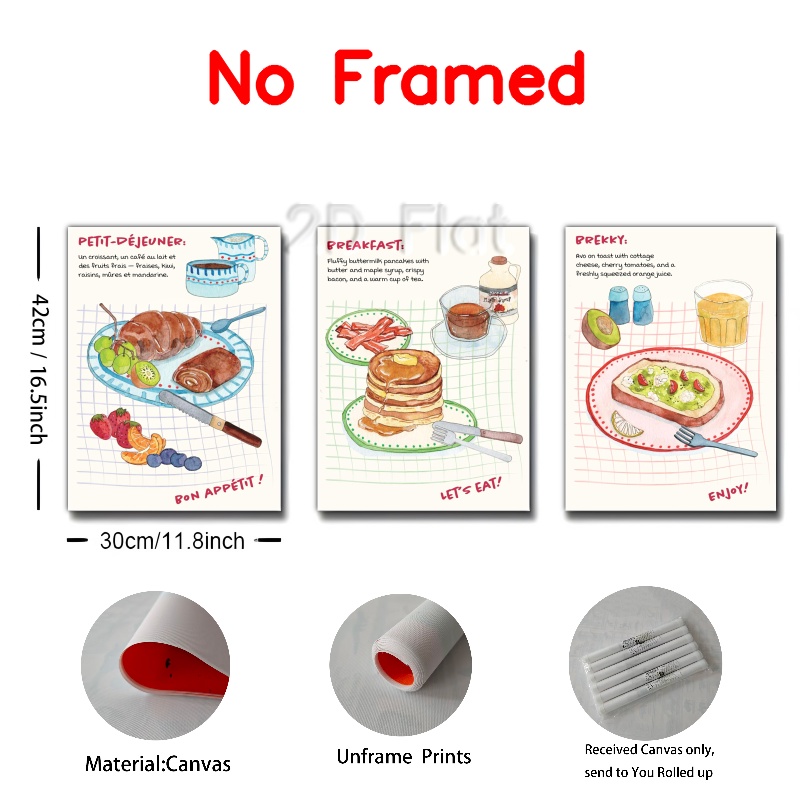 No Framed
2D Flat
PETIT-DÉJEUNER:
Un croissant, un café au lait et
des fruits frais — fraises, kiwi,
raisins, mûres et mandarine.
BON APPÉTIT !
BREAKFAST:
Fluffy buttermilk pancakes with
butter and maple syrup, crispy
bacon, and a warm cup of tea.
LET'S EAT!
BREKKY:
Avo on toast with cottage
cheese, cherry tomatoes, and a
freshly squeezed orange juice.
ENJOY!
42cm / 16.5inch
30cm/11.8inch
Material:Canvas
Unframe Prints
Received Canvas only,
send to You Rolled up